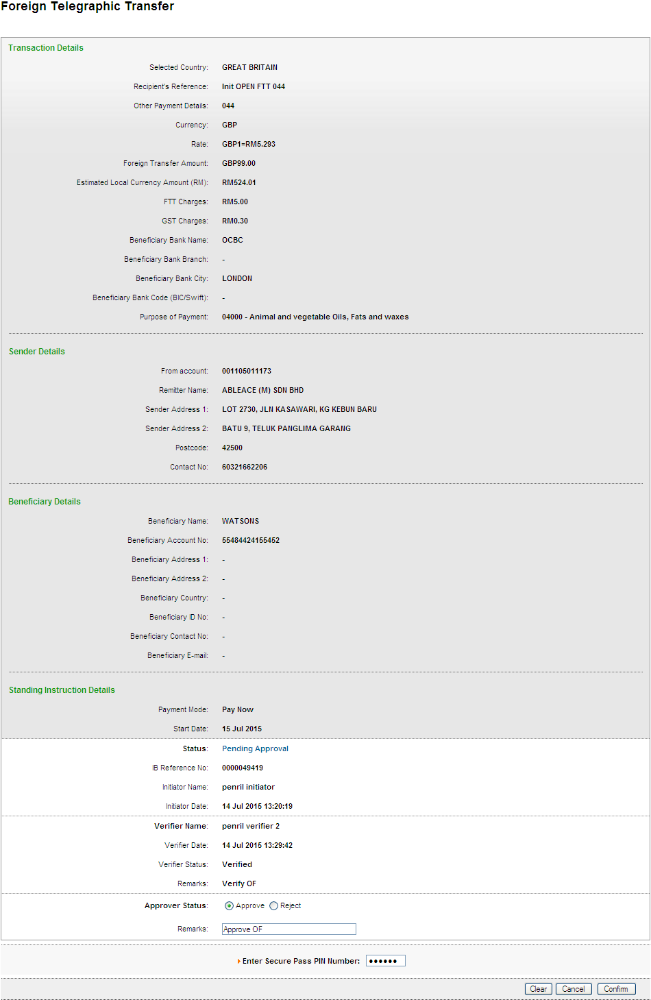 Foreign Telegraphic Transfer
Transaction Details
Selected Country: GREAT BRITAIN
Recipient's Reference: Init OPEN FTT 044
Other Payment Details: 044
Currency: GBP
Rate: GBP1=RM5.293
Foreign Transfer Amount: GBP99.00
Estimated Local Currency Amount (RM): RM524.01
FTT Charges: RM5.00
GST Charges: RM0.30
Beneficiary Bank Name: OCBC
Beneficiary Bank Branch: -
Beneficiary Bank City: LONDON
Beneficiary Bank Code (BIC/Swift): -
Purpose of Payment: 04000 - Animal and vegetable Oils, Fats and waxes
Sender Details
From account: 001105011173
Remitter Name: ABLEACE (M) SDN BHD
Sender Address 1: LOT 2730, JLN KASAWARI, KG KEBUN BARU
Sender Address 2: BATU 9, TELUK PANGLIMA GARANG
Postcode: 42500
Contact No: 60321662206
Beneficiary Details
Beneficiary Name: WATSONS
Beneficiary Account No: 55484424155452
Beneficiary Address 1: -
Beneficiary Address 2: -
Beneficiary Country: -
Beneficiary ID No: -
Beneficiary Contact No: -
Beneficiary E-mail: -
Standing Instruction Details
Payment Mode: Pay Now
Start Date: 15 Jul 2015
Status: Pending Approval
IB Reference No: 0000049419
Initiator Name: penril initiator
Initiator Date: 14 Jul 2015 13:20:19
Verifier Name: penril verifier 2
Verifier Date: 14 Jul 2015 13:29:42
Verifier Status: Verified
Remarks: Verify OF
Approver Status: Approve Reject
Remarks: Approve OF
Enter Secure Pass PIN Number: ••••••
Clear Cancel Confirm